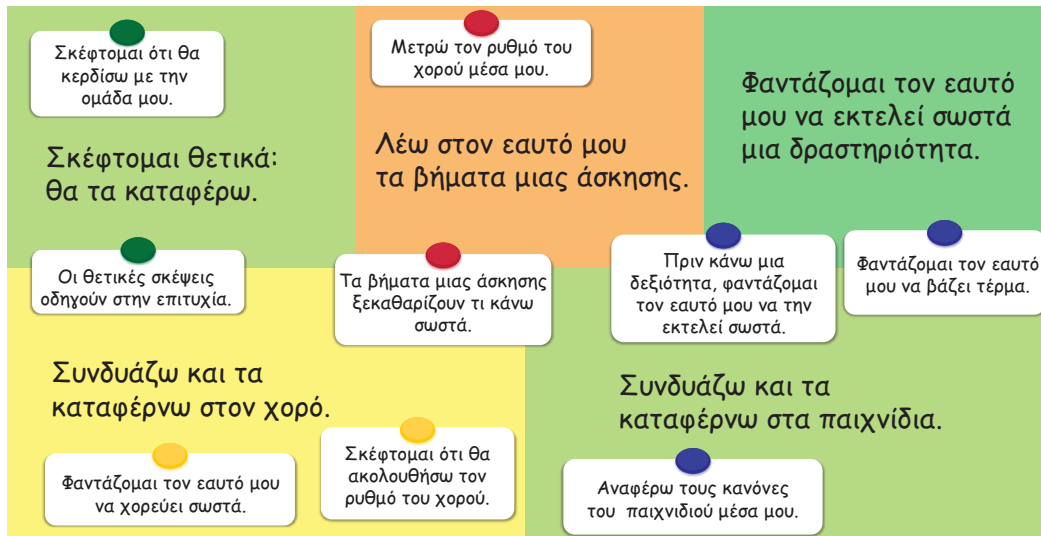 Σκέφτομαι ότι θα
κερδίσω με την
ομάδα μου.
Σκέφτομαι θετικά:
θα τα καταφέρω.
Οι θετικές σκέψεις
οδηγούν στην επιτυχία.
Μετρώ τον ρυθμό του
χορού μέσα μου.
Λέω στον εαυτό μου
τα βήματα μιας άσκησης.
Τα βήματα μιας άσκησης
ξεκαθαρίζουν τι κάνω
σωστά.
Φαντάζομαι τον εαυτό
μου να εκτελεί σωστά
μια δραστηριότητα.
Πριν κάνω μια
δεξιότητα, φαντάζομαι
τον εαυτό μου να την
εκτελεί σωστά.
Φαντάζομαι τον εαυτό
μου να βάζει τέρμα.
Συνδυάζω και τα
καταφέρνω στον χορό.
Φαντάζομαι τον εαυτό μου
να χορεύει σωστά.
Σκέφτομαι ότι θα
ακολουθήσω τον
ρυθμό του χορού.
Συνδυάζω και τα
καταφέρνω στα παιχνίδια.
Αναφέρω τους κανόνες
του παιχνιδιού μέσα μου.